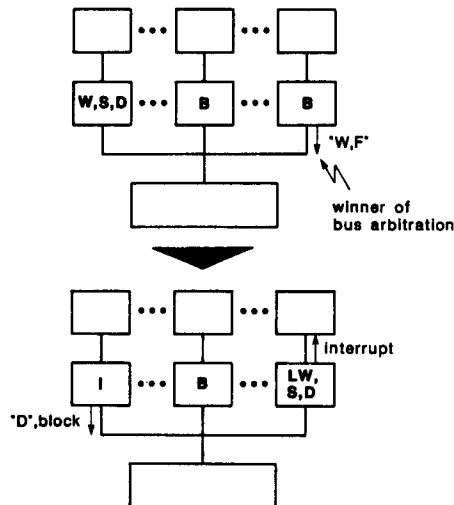 W,S,D
B
B
"W,F"
winner of
bus arbitration
interrupt
I
B
LW,
S,D
"D",block